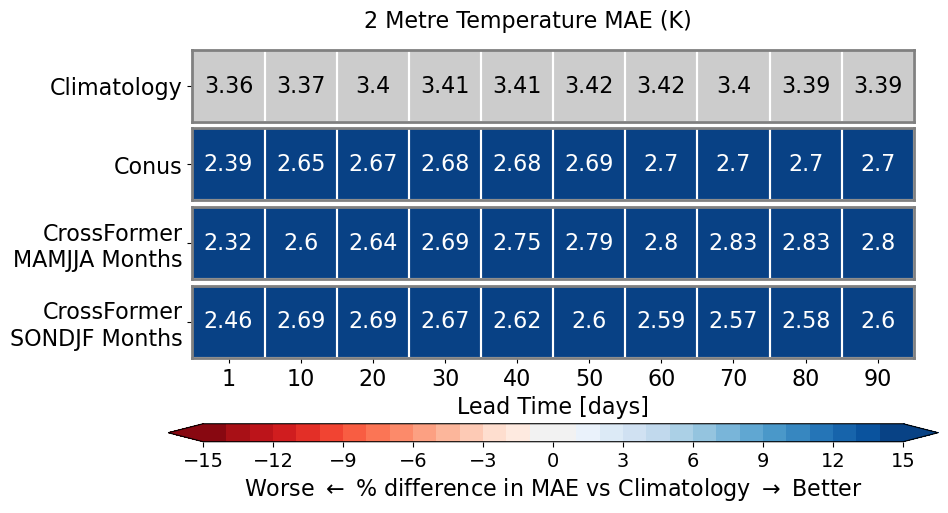 2 Metre Temperature MAE (K)
Climatology 3.36 3.37 3.4 3.41 3.41 3.42 3.42 3.4 3.39 3.39
Conus 2.39 2.65 2.67 2.68 2.68 2.69 2.7 2.7 2.7 2.7
CrossFormer
MAMJJA Months 2.32 2.6 2.64 2.69 2.75 2.79 2.8 2.83 2.83 2.8
CrossFormer
SONDJF Months 2.46 2.69 2.69 2.67 2.62 2.6 2.59 2.57 2.58 2.6
1 10 20 30 40 50 60 70 80 90
Lead Time [days]
−15 −12 −9 −6 −3 0 3 6 9 12 15
Worse ← % difference in MAE vs Climatology → Better